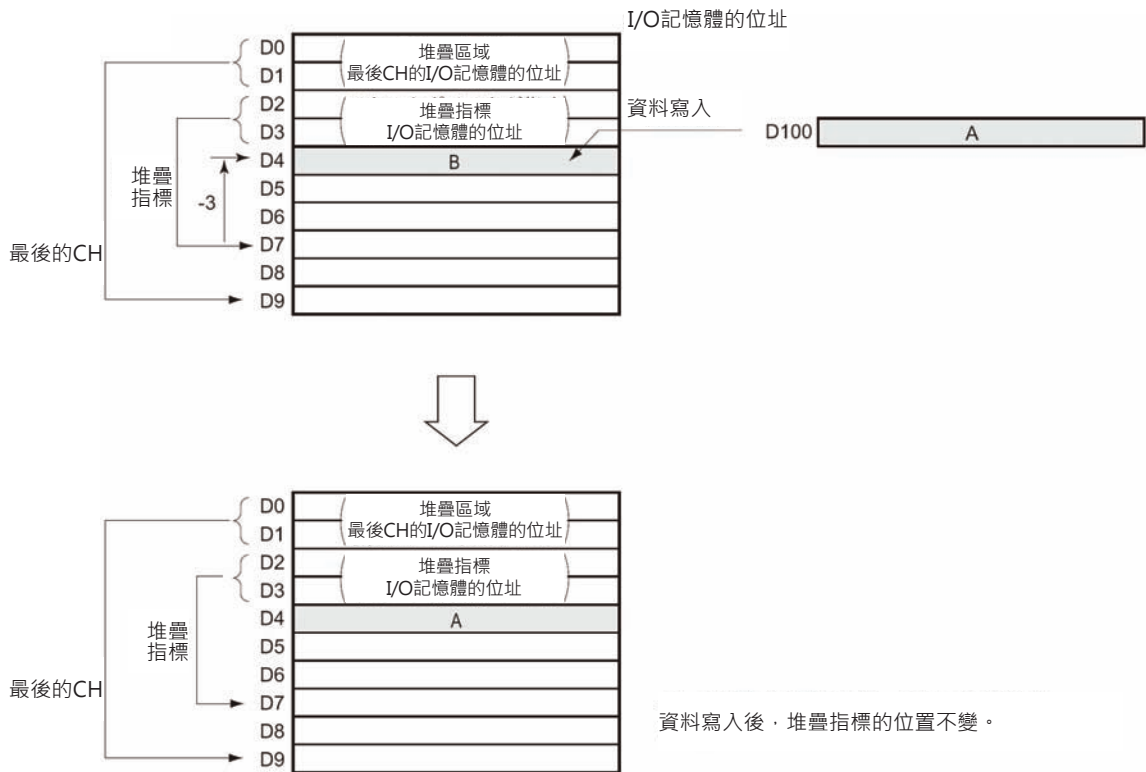 I/O記憶體的位址
D0
堆疊區域
D1
最後CH的I/O記憶體的位址
D2
堆疊指標
D3
I/O記憶體的位址
資料寫入
D100
A
D4
B
堆疊
指標
-3
D5
D6
D7
最後的CH
D8
D9
D0
堆疊區域
D1
最後CH的I/O記憶體的位址
D2
堆疊指標
D3
I/O記憶體的位址
D4
A
堆疊
指標
D5
D6
最後的CH
D7
資料寫入後，堆疊指標的位置不變。
D8
D9